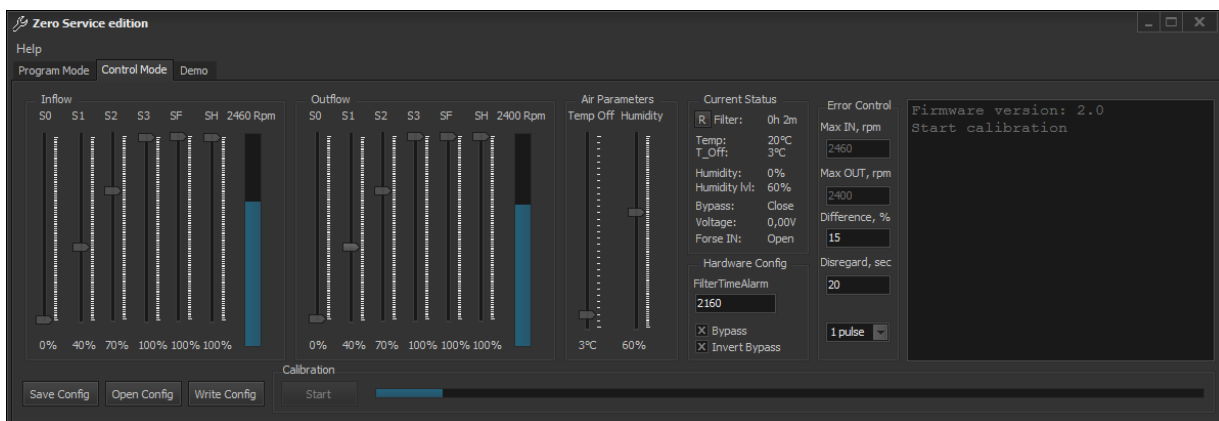 Zero Service edition
Help
Program Mode Control Mode Demo
Inflow
S0 S1 S2 S3 SF SH 2460 Rpm
0% 40% 70% 100% 100% 100%
Outflow
S0 S1 S2 S3 SF SH 2400 Rpm
0% 40% 70% 100% 100% 100%
Air Parameters
Temp Off Humidity
3°C 60%
Current Status
R Filter: 0h 2m
Temp: 20°C
T_Off: 3°C
Humidity: 0%
Humidity lvl: 60%
Bypass: Close
Voltage: 0,00V
Forse IN: Open
Hardware Config
FilterTimeAlarm
2160
X Bypass
X Invert Bypass
Error Control
Max IN, rpm
2460
Max OUT, rpm
2400
Difference, %
15
Disregard, sec
20
1 pulse
Firmware version: 2.0
Start calibration
Save Config Open Config Write Config
Calibration
Start